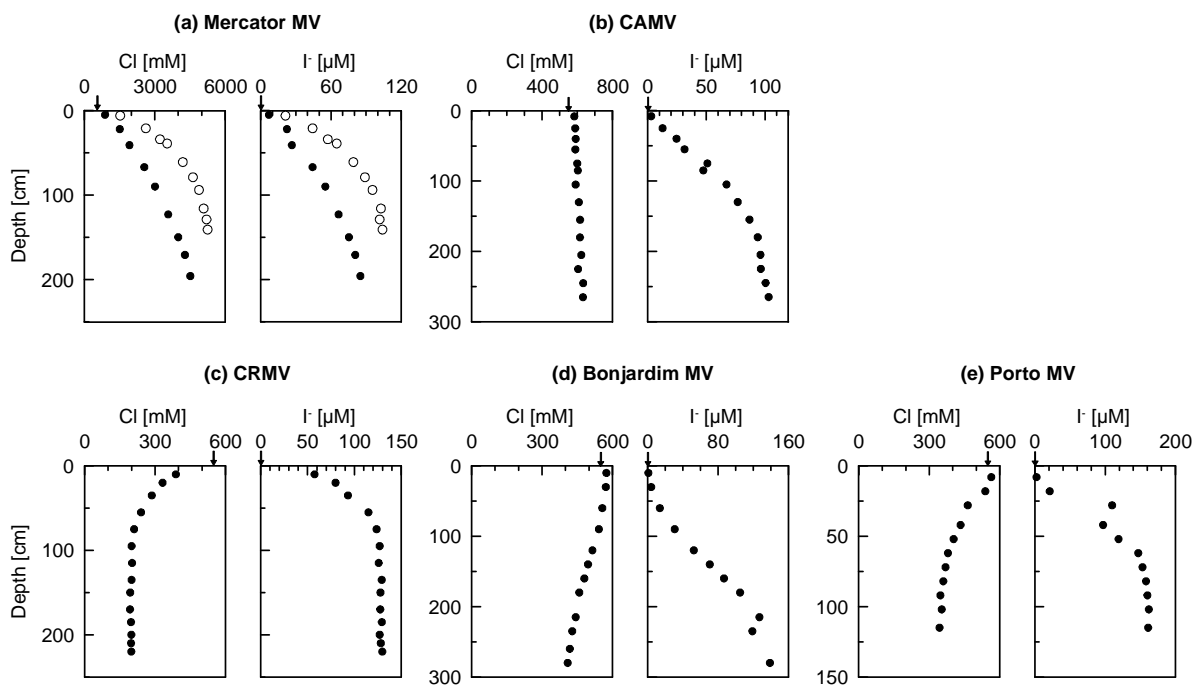 (a) Mercator MV
(b) CAMV
Cl [mM]
I- [µM]
Cl [mM]
I- [µM]
0 3000 6000 0 60 120
0 400 800 0 50 100
0
100
200
Depth [cm]
0
100
200
300
(c) CRMV
(d) Bonjardim MV
(e) Porto MV
Cl [mM]
I- [µM]
Cl [mM]
I- [µM]
Cl [mM]
I- [µM]
0 300 600 0 50 100 150
0 300 600 0 80 160
0 300 600 0 100 200
0
100
200
Depth [cm]
0
100
200
300
0
50
100
150